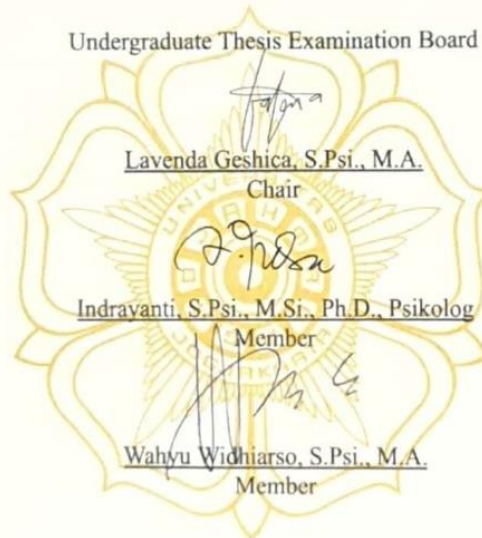 Undergraduate Thesis Examination Board
Lavenda Geshica, S.Psi., M.A.
Chair
Indrayanti, S.Psi., M.Si., Ph.D., Psikolog
Member
Wahyu Widhiarso, S.Psi., M.A.
Member